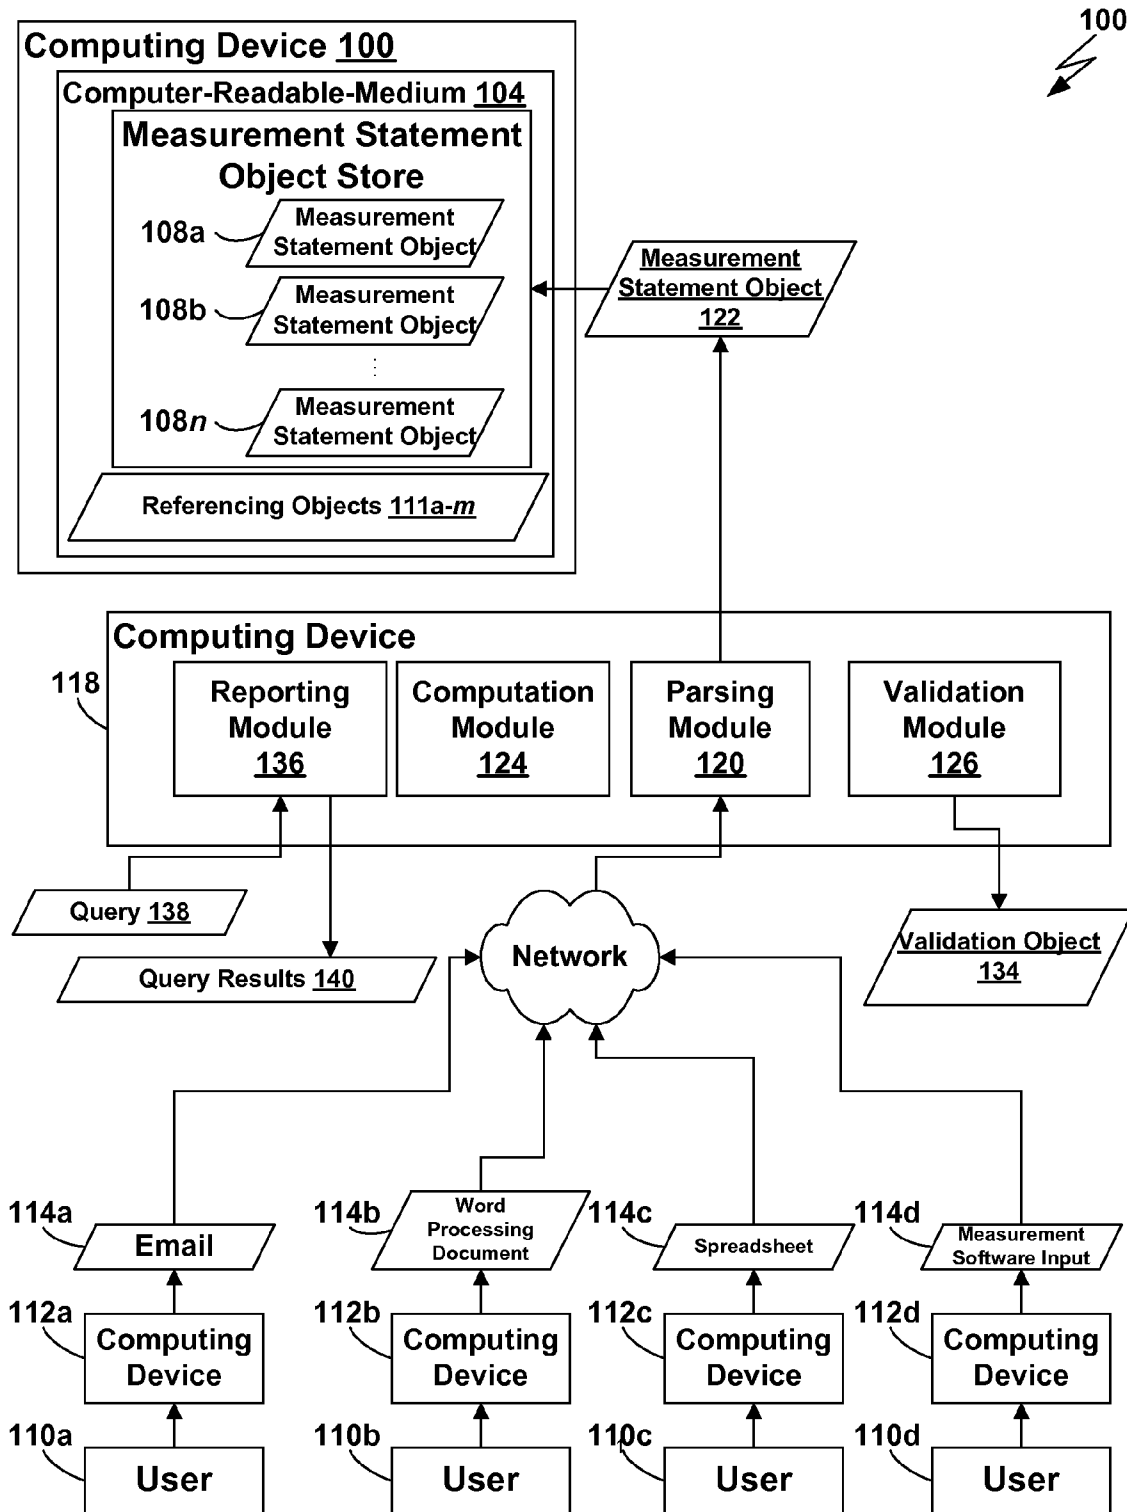 100
Computing Device 100
Computer-Readable-Medium 104
Measurement Statement
Object Store
108a
Measurement
Statement Object
108b
Measurement
Statement Object
⋮
108n
Measurement
Statement Object
Referencing Objects 111a-m
Measurement
Statement Object
122
Computing Device
118
Reporting
Module
136
Computation
Module
124
Parsing
Module
120
Validation
Module
126
Query 138
Query Results 140
Network
Validation Object
134
114a
Email
114b
Word
Processing
Document
114c
Spreadsheet
114d
Measurement
Software Input
112a
Computing
Device
112b
Computing
Device
112c
Computing
Device
112d
Computing
Device
110a
User
110b
User
110c
User
110d
User